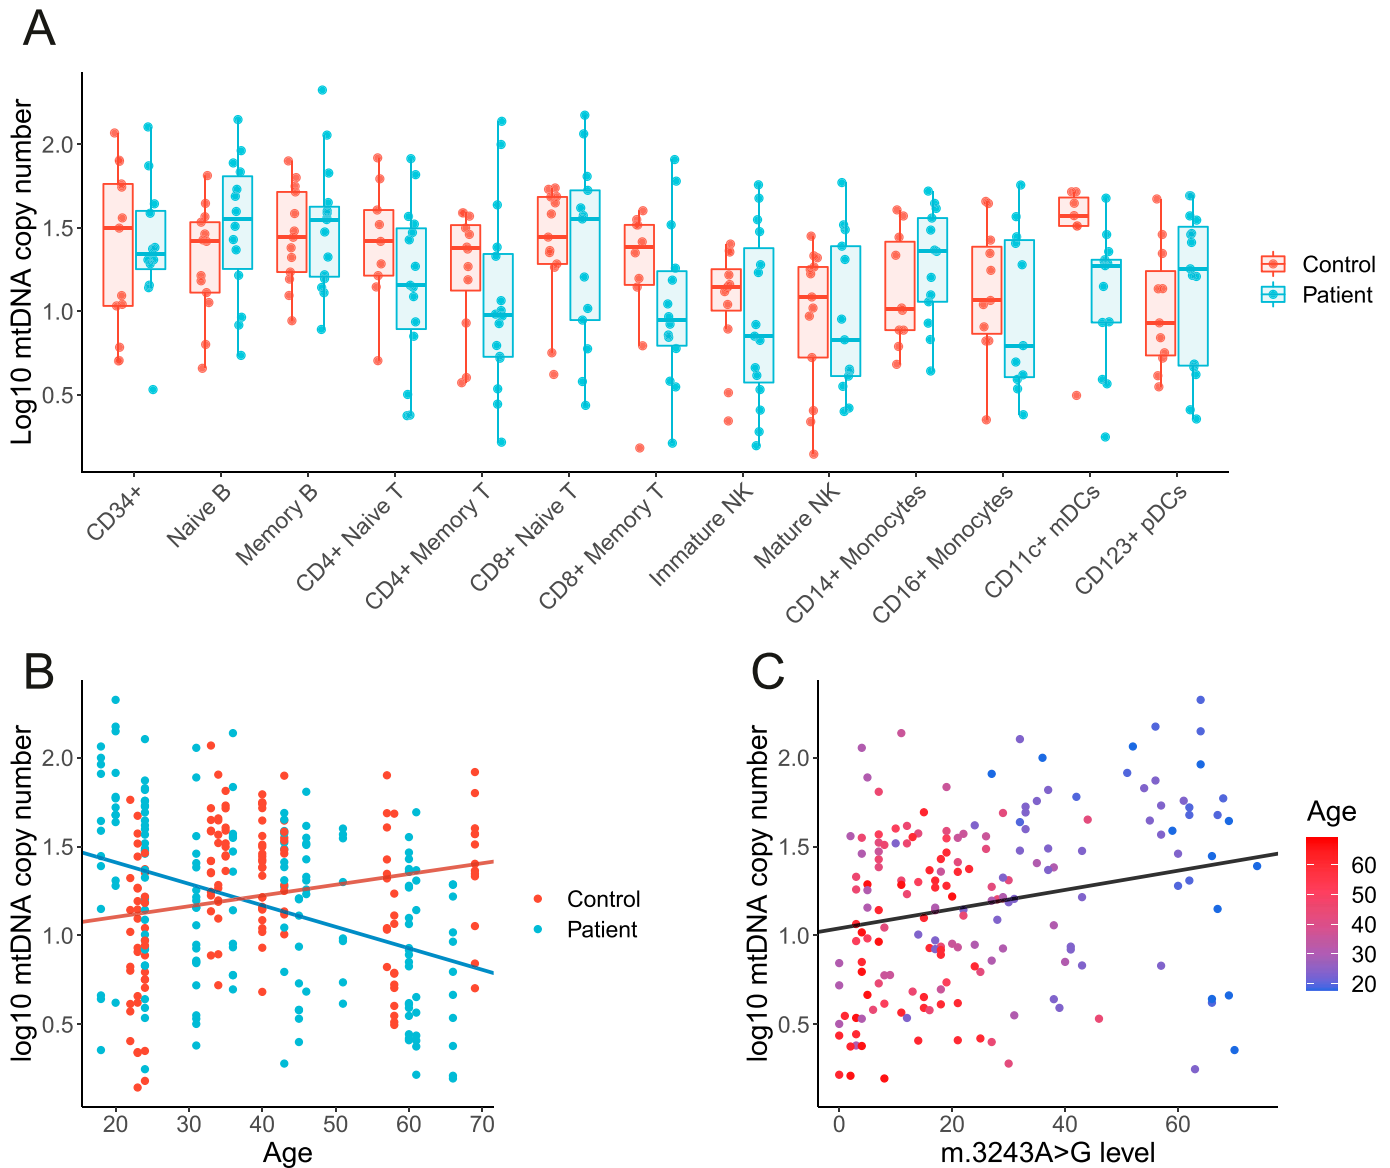 A
Log10 mtDNA copy number
2.0
1.5
1.0
0.5
CD34+
Naive B
Memory B
CD4+ Naive T
CD4+ Memory T
CD8+ Naive T
CD8+ Memory T
Immature NK
Mature NK
CD14+ Monocytes
CD16+ Monocytes
CD11c+ mDCs
CD123+ pDCs
Control
Patient
B
log10 mtDNA copy number
2.0
1.5
1.0
0.5
20 30 40 50 60 70
Age
Control
Patient
C
log10 mtDNA copy number
2.0
1.5
1.0
0.5
0 20 40 60
m.3243A>G level
Age
60
50
40
30
20